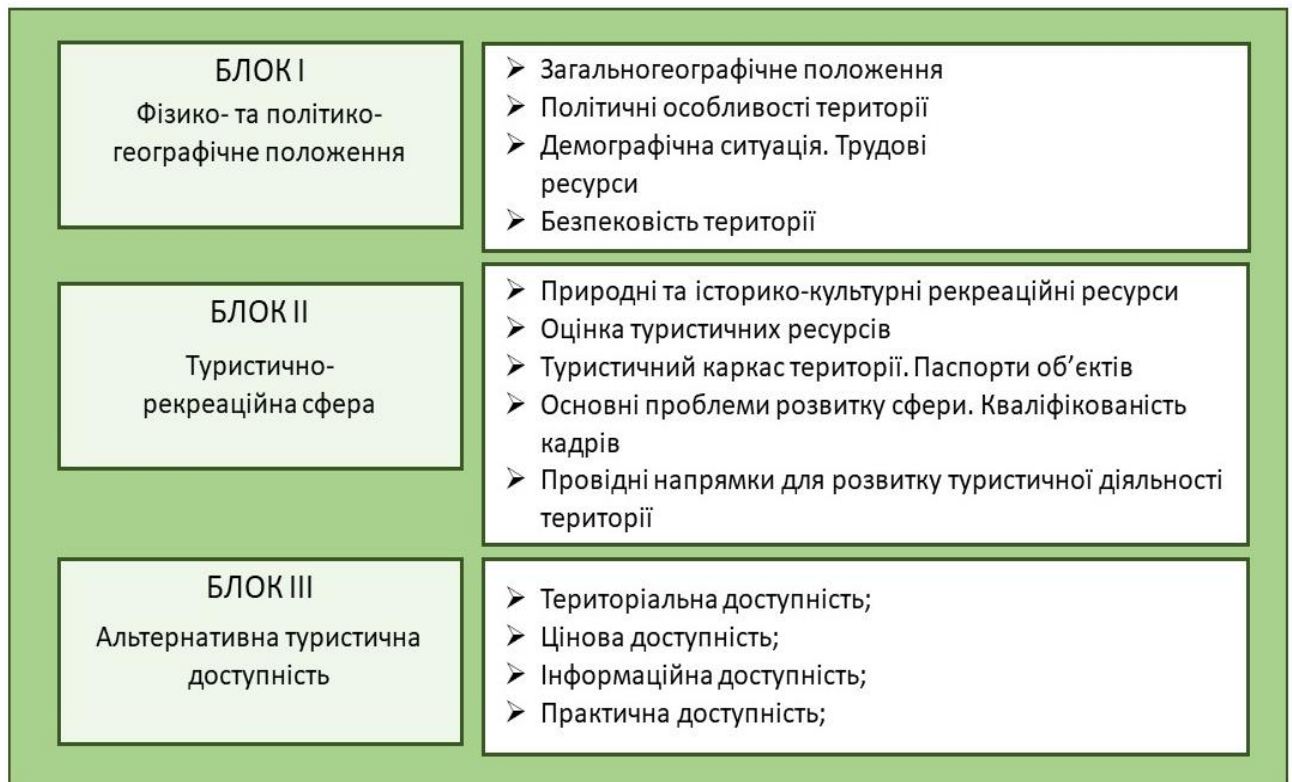 БЛОК І
Фізико- та політико-
географічне положення
➤ Загальногеографічне положення
➤ Політичні особливості території
➤ Демографічна ситуація. Трудові
ресурси
➤ Безпековість території
БЛОК ІІ
Туристично-
рекреаційна сфера
➤ Природні та історико-культурні рекреаційні ресурси
➤ Оцінка туристичних ресурсів
➤ Туристичний каркас території. Паспорти об’єктів
➤ Основні проблеми розвитку сфери. Кваліфікованість
кадрів
➤ Провідні напрямки для розвитку туристичної діяльності
території
БЛОК ІІІ
Альтернативна туристична
доступність
➤ Територіальна доступність;
➤ Цінова доступність;
➤ Інформаційна доступність;
➤ Практична доступність;